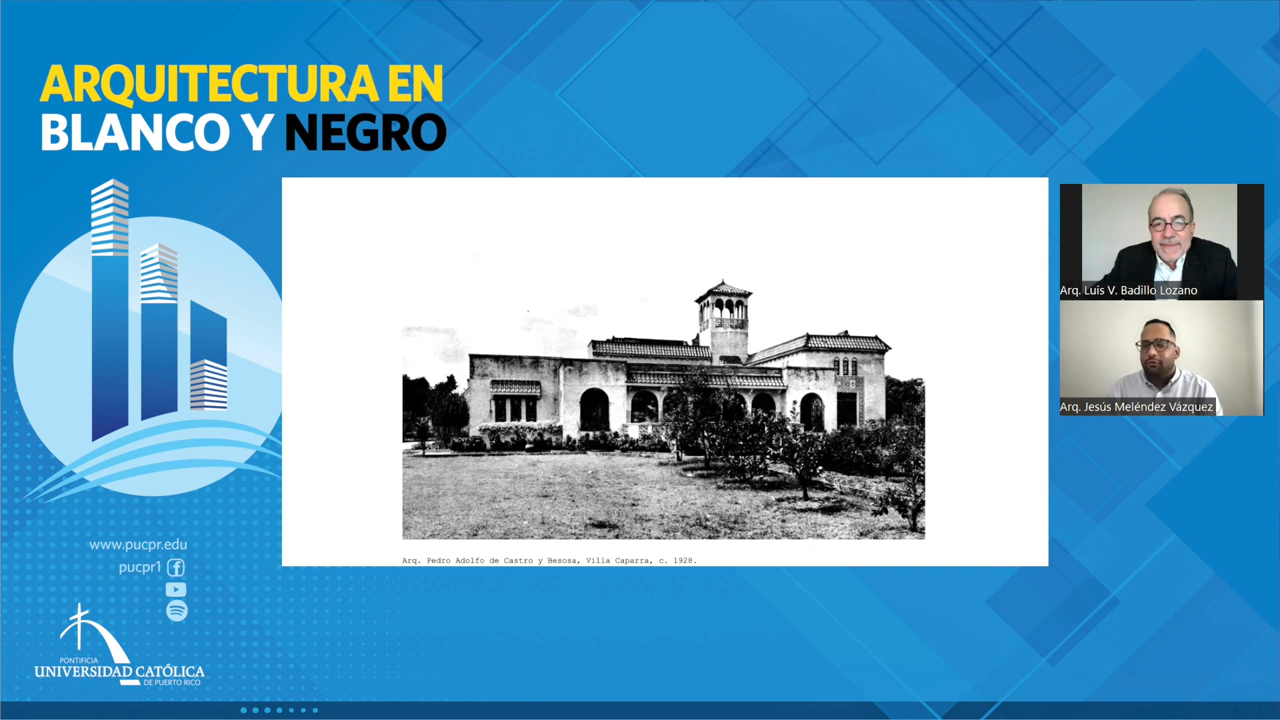 ARQUITECTURA EN
BLANCO Y NEGRO
Arq. Luis V. Badillo Lozano
Arq. Jesús Meléndez Vázquez
Arq. Pedro Adolfo de Castro y Besosa, Villa Caparra, c. 1928.
www.pucpr.edu
pucpr1
PONTIFICIA
UNIVERSIDAD CATÓLICA
DE PUERTO RICO